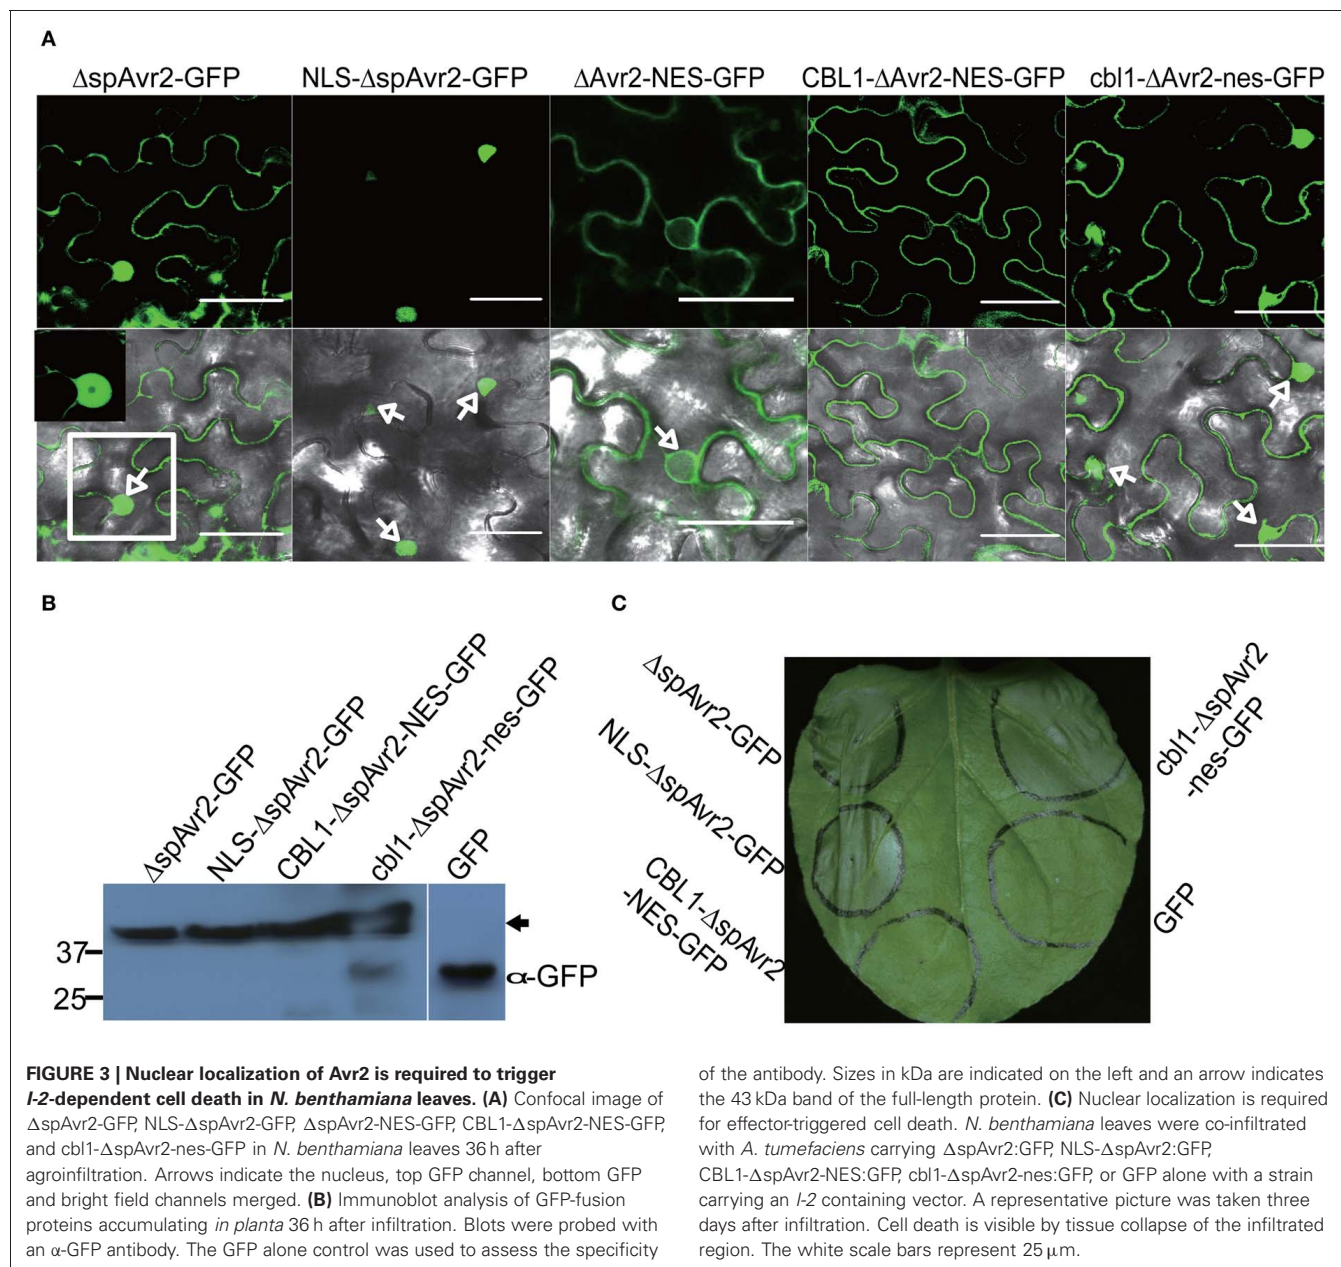 A
ΔspAvr2-GFP
NLS-ΔspAvr2-GFP
ΔAvr2-NES-GFP
CBL1-ΔAvr2-NES-GFP
cbl1-ΔAvr2-nes-GFP
B
ΔspAvr2-GFP
NLS-ΔspAvr2-GFP
CBL1-ΔspAvr2-NES-GFP
cbl1-ΔspAvr2-nes-GFP
GFP
37
25
α-GFP
C
ΔspAvr2-GFP
NLS-ΔspAvr2-GFP
CBL1-ΔspAvr2
-NES-GFP
cbl1-ΔspAvr2
-nes-GFP
GFP
FIGURE 3 | Nuclear localization of Avr2 is required to trigger
I-2-dependent cell death in N. benthamiana leaves. (A) Confocal image of
ΔspAvr2-GFP, NLS-ΔspAvr2-GFP, ΔspAvr2-NES-GFP, CBL1-ΔspAvr2-NES-GFP,
and cbl1-ΔspAvr2-nes-GFP in N. benthamiana leaves 36 h after
agroinfiltration. Arrows indicate the nucleus, top GFP channel, bottom GFP
and bright field channels merged. (B) Immunoblot analysis of GFP-fusion
proteins accumulating in planta 36 h after infiltration. Blots were probed with
an α-GFP antibody. The GFP alone control was used to assess the specificity
of the antibody. Sizes in kDa are indicated on the left and an arrow indicates
the 43 kDa band of the full-length protein. (C) Nuclear localization is required
for effector-triggered cell death. N. benthamiana leaves were co-infiltrated
with A. tumefaciens carrying ΔspAvr2:GFP, NLS-ΔspAvr2:GFP,
CBL1-ΔspAvr2-NES:GFP, cbl1-ΔspAvr2-nes:GFP, or GFP alone with a strain
carrying an I-2 containing vector. A representative picture was taken three
days after infiltration. Cell death is visible by tissue collapse of the infiltrated
region. The white scale bars represent 25 μm.